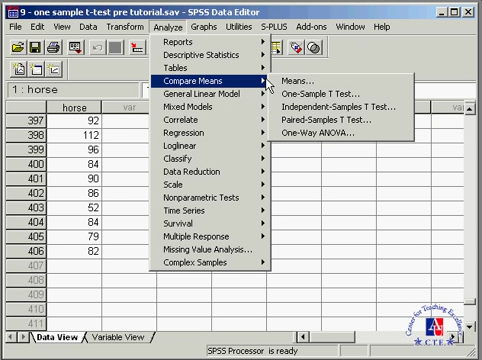 9 - one sample t-test pre tutorial.sav - SPSS Data Editor
File Edit View Data Transform Analyze Graphs Utilities S-PLUS Add-ons Window Help
1 : horse
Reports
Descriptive Statistics
Tables
Compare Means
General Linear Model
Mixed Models
Correlate
Regression
Loglinear
Classify
Data Reduction
Scale
Nonparametric Tests
Time Series
Survival
Multiple Response
Missing Value Analysis...
Complex Samples
Means...
One-Sample T Test...
Independent-Samples T Test...
Paired-Samples T Test...
One-Way ANOVA...
horse var var
397 92
398 112
399 96
400 84
401 90
402 86
403 52
404 84
405 79
406 82
407
408
409
410
411
Data View Variable View
SPSS Processor is ready
Center for Teaching Excellence
C.T.E.